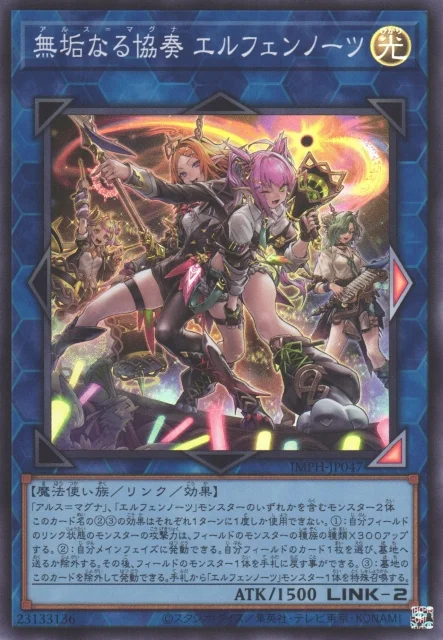 アルス＝マグナ
無垢なる協奏 エルフェンノーツ
ひかり
光
IMPH-JP047
【魔法使い族／リンク／効果】
「アルス＝マグナ」、「エルフェンノーツ」モンスターのいずれかを含むモンスター2体
このカード名の②③の効果はそれぞれ1ターンに1度しか使用できない。①：自分フィールド
のリンク状態のモンスターの攻撃力は、フィールドのモンスターの種族の種類×300アップ
する。②：自分メインフェイズに発動できる。自分フィールドのカード1枚を選び、墓地へ
送るか除外する。その後、フィールドのモンスター1体を手札に戻す事ができる。③：墓地の
このカードを除外して発動できる。手札から「エルフェンノーツ」モンスター1体を特殊召喚する。
ATK/1500 LINK-2
23133136 ©スタジオ・ダイス／集英社・テレビ東京・KONAMI